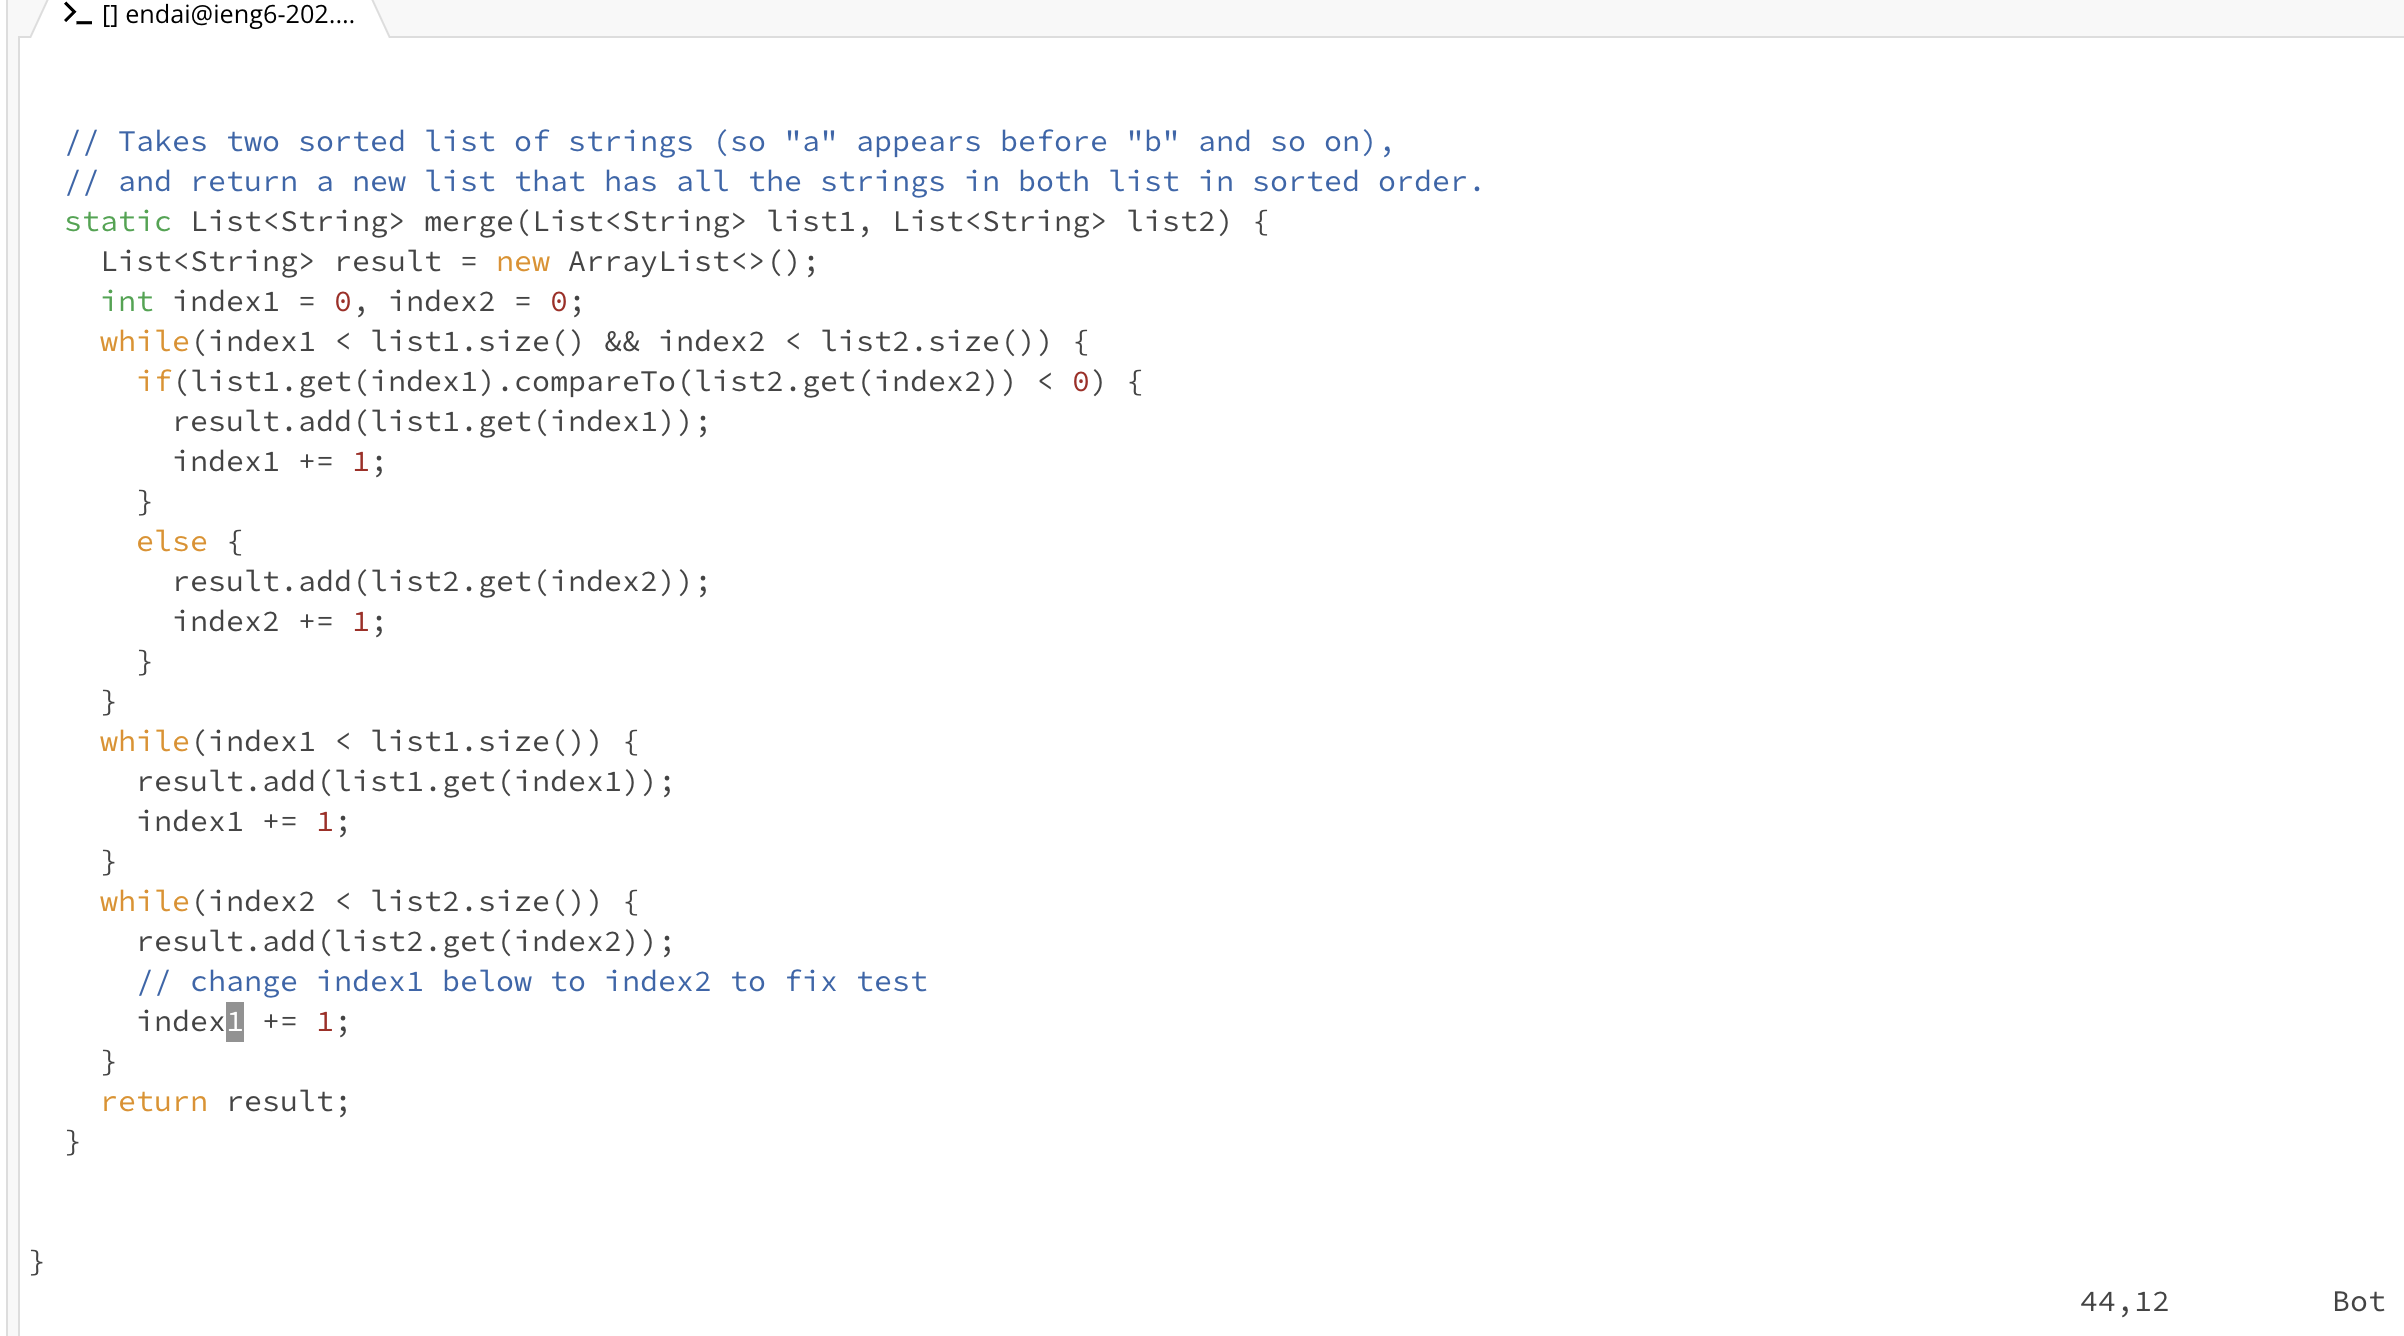 >_ [] endai@ieng6-202....
// Takes two sorted list of strings (so "a" appears before "b" and so on),
// and return a new list that has all the strings in both list in sorted order.
static List<String> merge(List<String> list1, List<String> list2) {
  List<String> result = new ArrayList<>();
  int index1 = 0, index2 = 0;
  while(index1 < list1.size() && index2 < list2.size()) {
    if(list1.get(index1).compareTo(list2.get(index2)) < 0) {
      result.add(list1.get(index1));
      index1 += 1;
    }
    else {
      result.add(list2.get(index2));
      index2 += 1;
    }
  }
  while(index1 < list1.size()) {
    result.add(list1.get(index1));
    index1 += 1;
  }
  while(index2 < list2.size()) {
    result.add(list2.get(index2));
    // change index1 below to index2 to fix test
    index1 += 1;
  }
  return result;
}
}
44,12 Bot